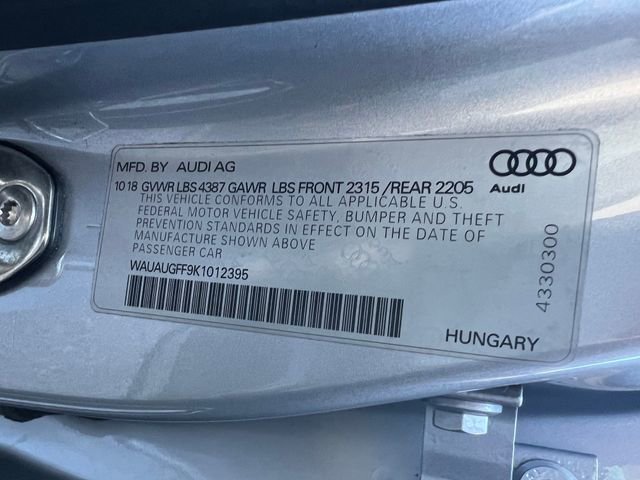 MFD. BY AUDI AG
10 18 GVWR LBS 4387 GAWR LBS FRONT 2315 /REAR 2205
THIS VEHICLE CONFORMS TO ALL APPLICABLE U.S.
FEDERAL MOTOR VEHICLE SAFETY, BUMPER AND THEFT
PREVENTION STANDARDS IN EFFECT ON THE DATE OF
MANUFACTURE SHOWN ABOVE
PASSENGER CAR
WAUAUGFF9K1012395
Audi
4330300
HUNGARY